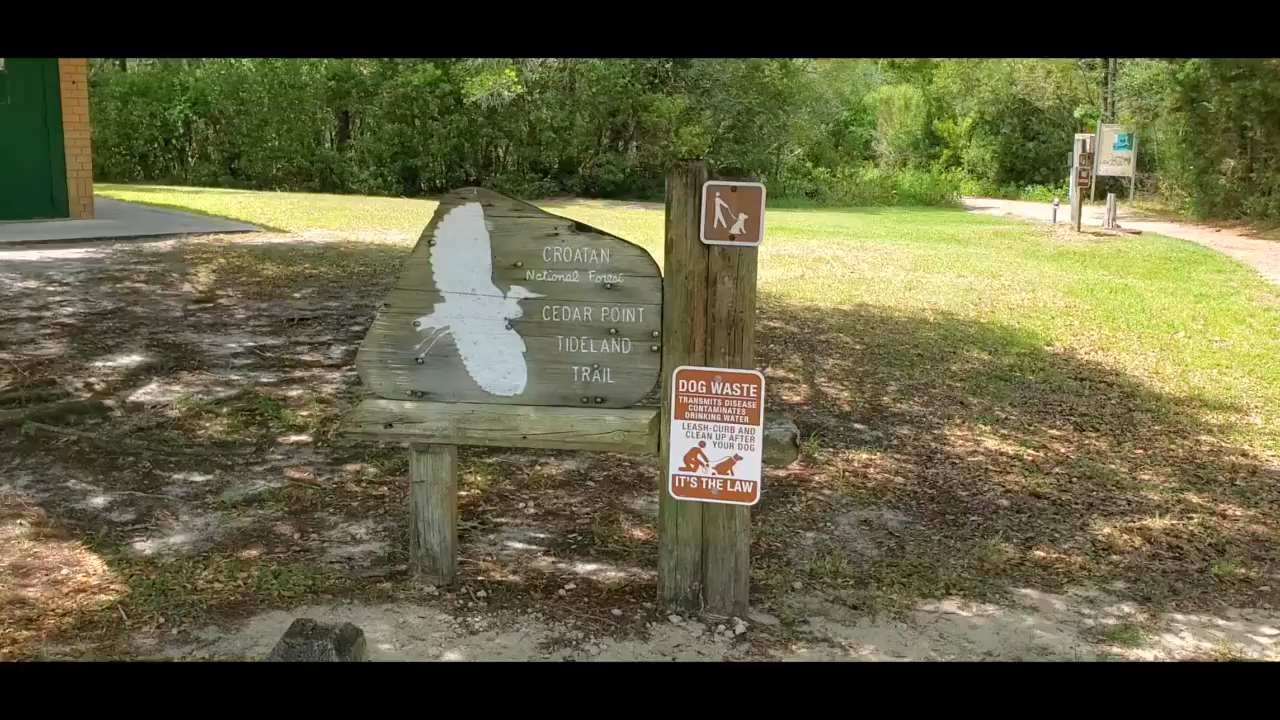 CROATAN
National Forest
CEDAR POINT
TIDELAND
TRAIL
DOG WASTE
TRANSMITS DISEASE
CONTAMINATES
DRINKING WATER
LEASH-CURB AND
CLEAN UP AFTER
YOUR DOG
IT'S THE LAW